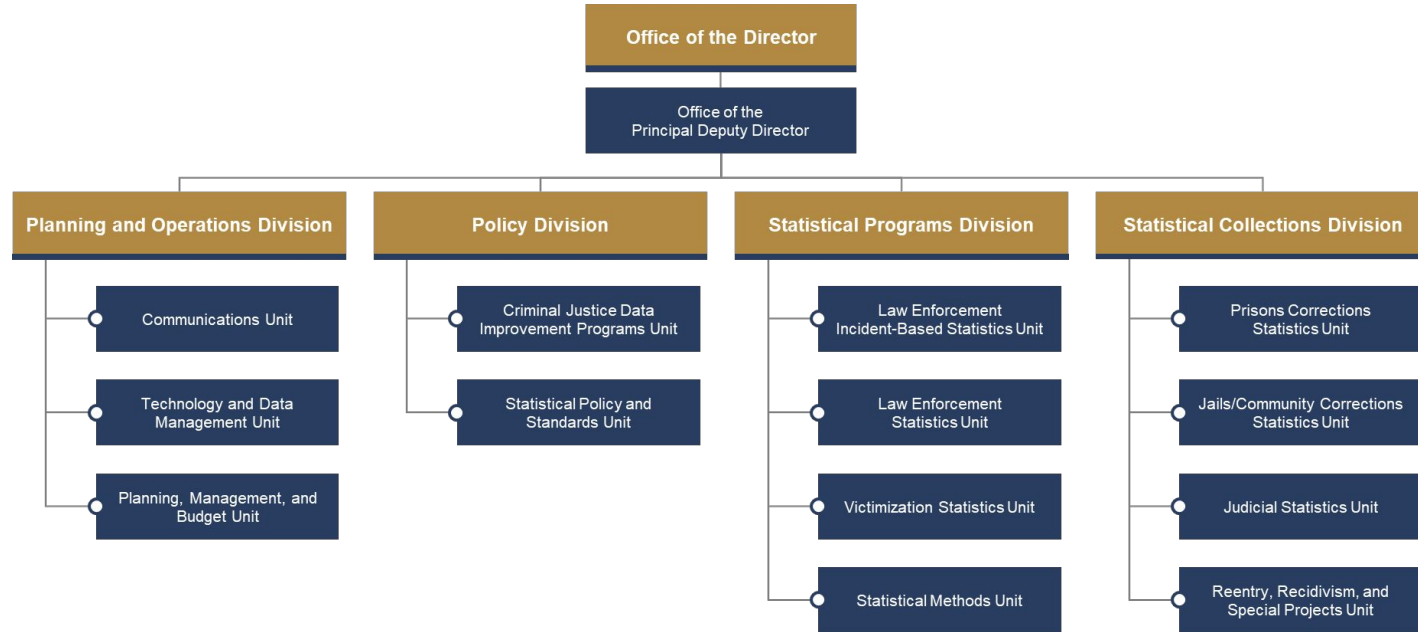 Office of the Director
Office of the
Principal Deputy Director
Planning and Operations Division
Communications Unit
Technology and Data
Management Unit
Planning, Management, and
Budget Unit
Policy Division
Criminal Justice Data
Improvement Programs Unit
Statistical Policy and
Standards Unit
Statistical Programs Division
Law Enforcement
Incident-Based Statistics Unit
Law Enforcement
Statistics Unit
Victimization Statistics Unit
Statistical Methods Unit
Statistical Collections Division
Prisons Corrections
Statistics Unit
Jails/Community Corrections
Statistics Unit
Judicial Statistics Unit
Reentry, Recidivism, and
Special Projects Unit